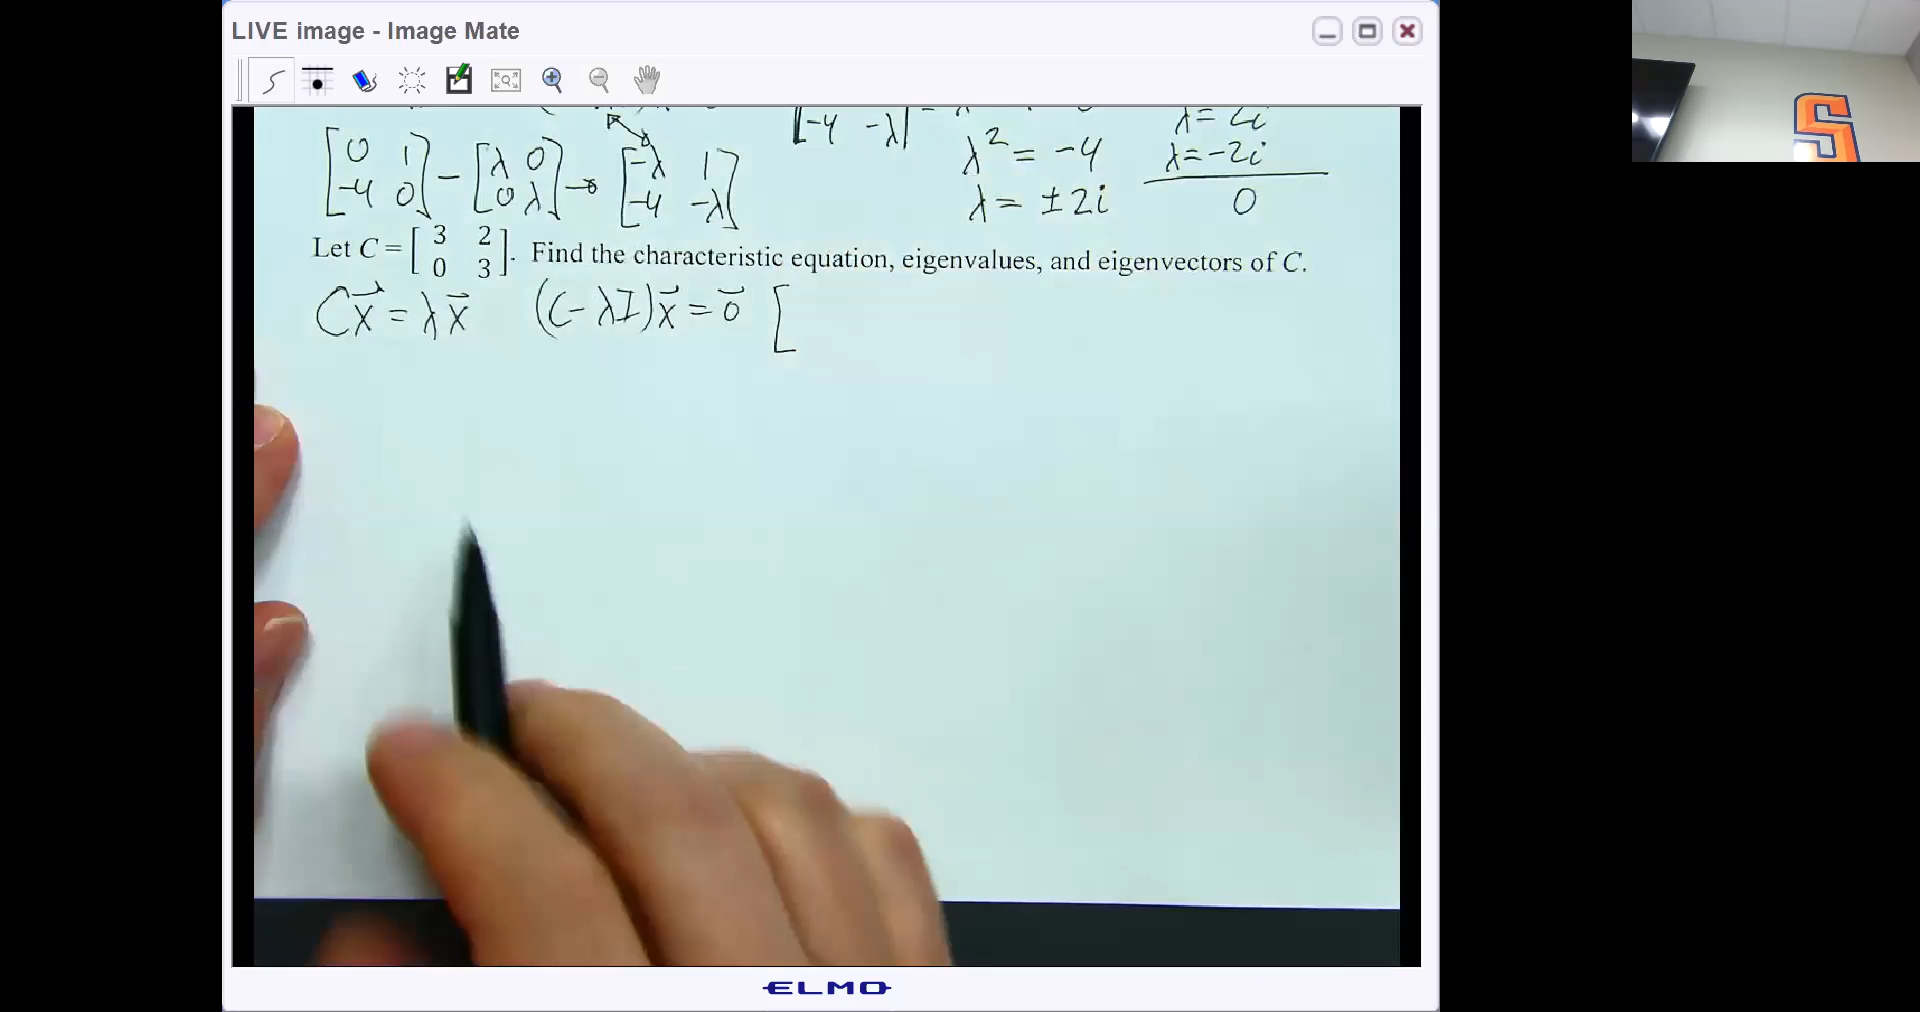 LIVE image - Image Mate
[-4 -λ]
λ² = -4
λ = ±2i
λ = 2i
λ = -2i
0
[0 1; -4 0] - [λ 0; 0 λ] → [-λ 1; -4 -λ]
Let C = [3 2; 0 3]. Find the characteristic equation, eigenvalues, and eigenvectors of C.
Cx⃗ = λx⃗ (C - λI)x⃗ = 0⃗ [
ELMO
S